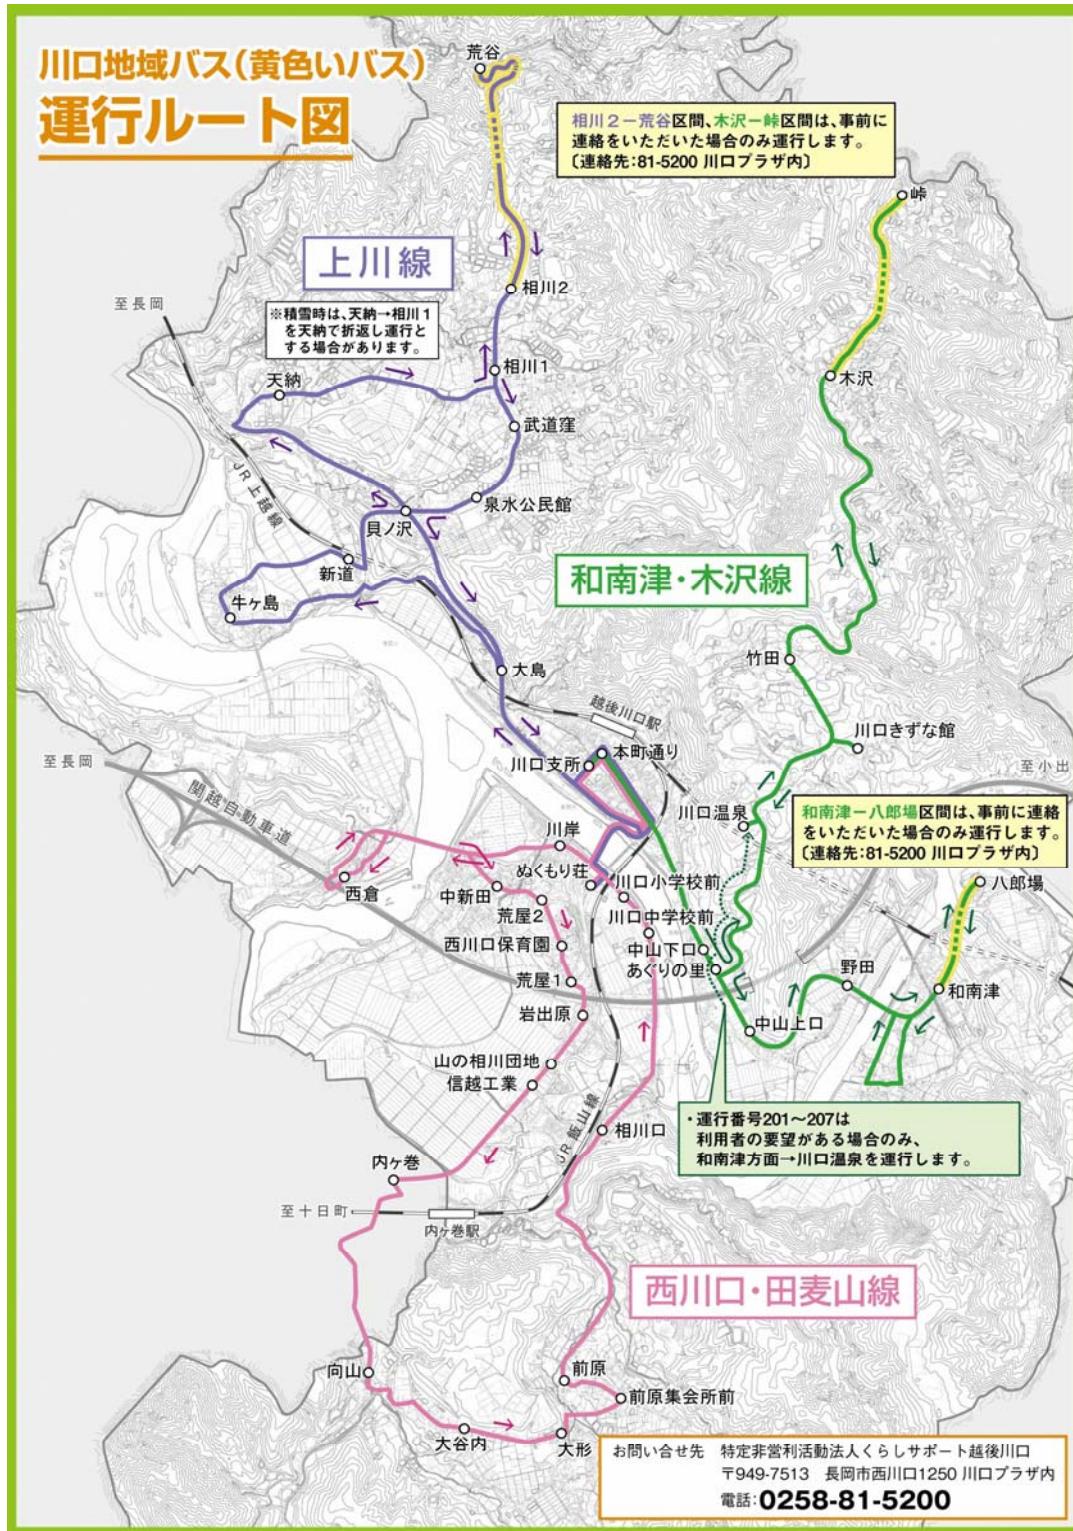 川口地域バス(黄色いバス)
運行ルート図
荒谷
相川2ー荒谷区間、木沢ー峠区間は、事前に
連絡をいただいた場合のみ運行します。
〔連絡先:81-5200 川口プラザ内〕
峠
上川線
相川2
至長岡
※積雪時は、天納→相川1
を天納で折返し運行と
する場合があります。
相川1
天納
木沢
武道窪
JR上越線
泉水公民館
貝ノ沢
和南津・木沢線
新道
牛ヶ島
竹田
大島
越後川口駅
川口きずな館
本町通り
川口支所
至長岡
至小出
関越自動車道
川口温泉
和南津ー八郎場区間は、事前に連絡
をいただいた場合のみ運行します。
〔連絡先:81-5200 川口プラザ内〕
川岸
ぬくもり荘
川口小学校前
八郎場
西倉
中新田
荒屋2
川口中学校前
西川口保育園
中山下口
あぐりの里
野田
荒屋1
和南津
岩出原
中山上口
山の相川団地
信越工業
JR飯山線
相川口
・運行番号201〜207は
利用者の要望がある場合のみ、
和南津方面→川口温泉を運行します。
内ヶ巻
至十日町
内ヶ巻駅
西川口・田麦山線
向山
前原
前原集会所前
大谷内
大形
お問い合せ先 特定非営利活動法人くらしサポート越後川口
〒949-7513 長岡市西川口1250 川口プラザ内
電話:0258-81-5200